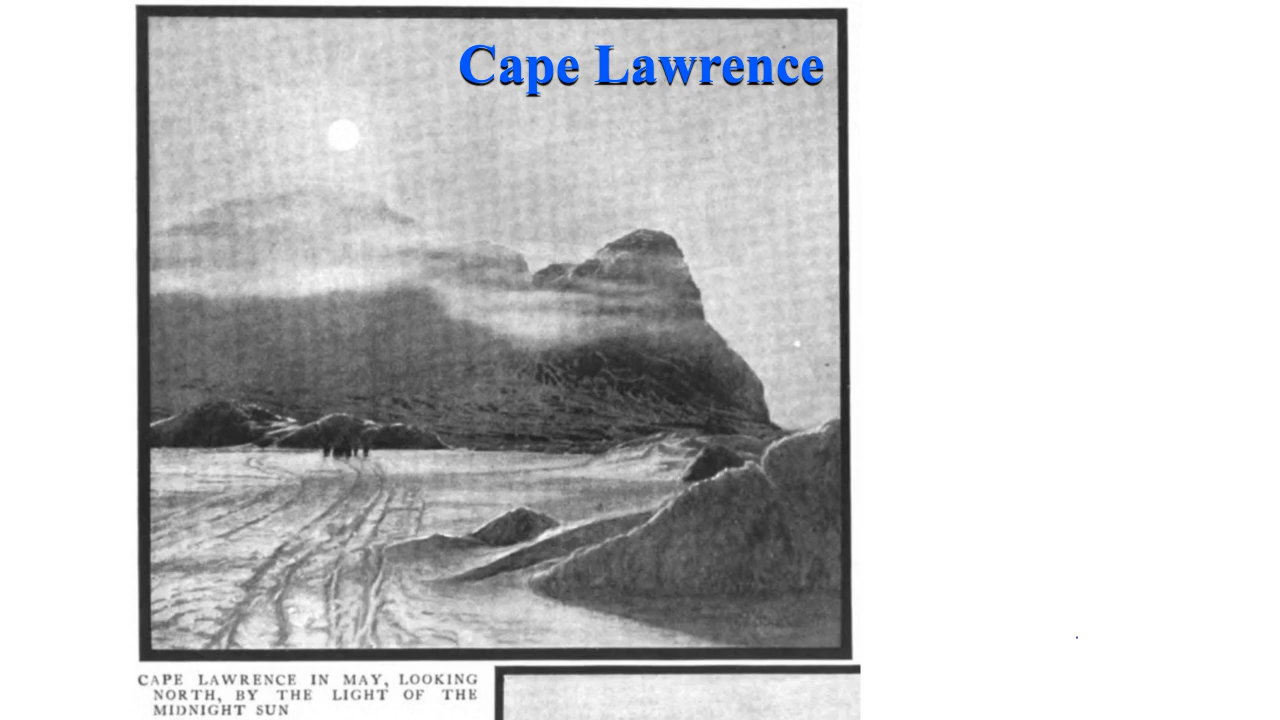 Cape Lawrence
CAPE LAWRENCE IN MAY, LOOKING
NORTH, BY THE LIGHT OF THE
MIDNIGHT SUN